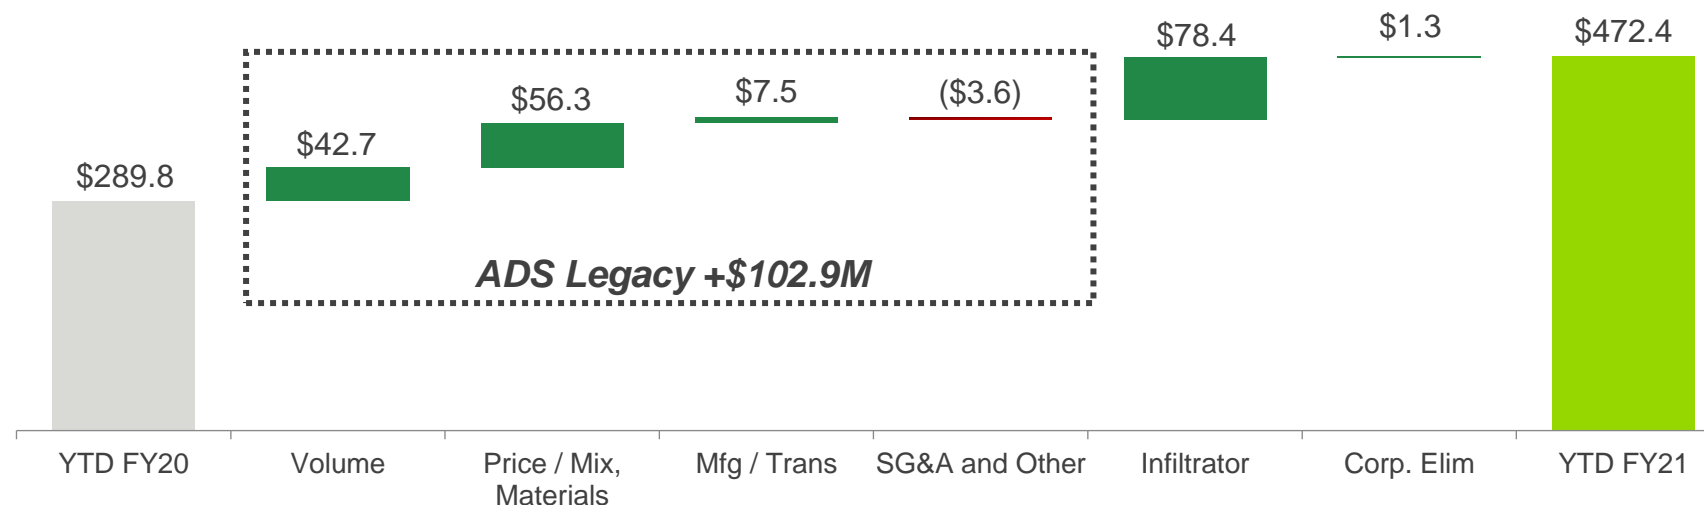 $289.8
$42.7
$56.3
$7.5
($3.6)
$78.4
$1.3
$472.4
ADS Legacy +$102.9M
YTD FY20
Volume
Price / Mix,
Materials
Mfg / Trans
SG&A and Other
Infiltrator
Corp. Elim
YTD FY21